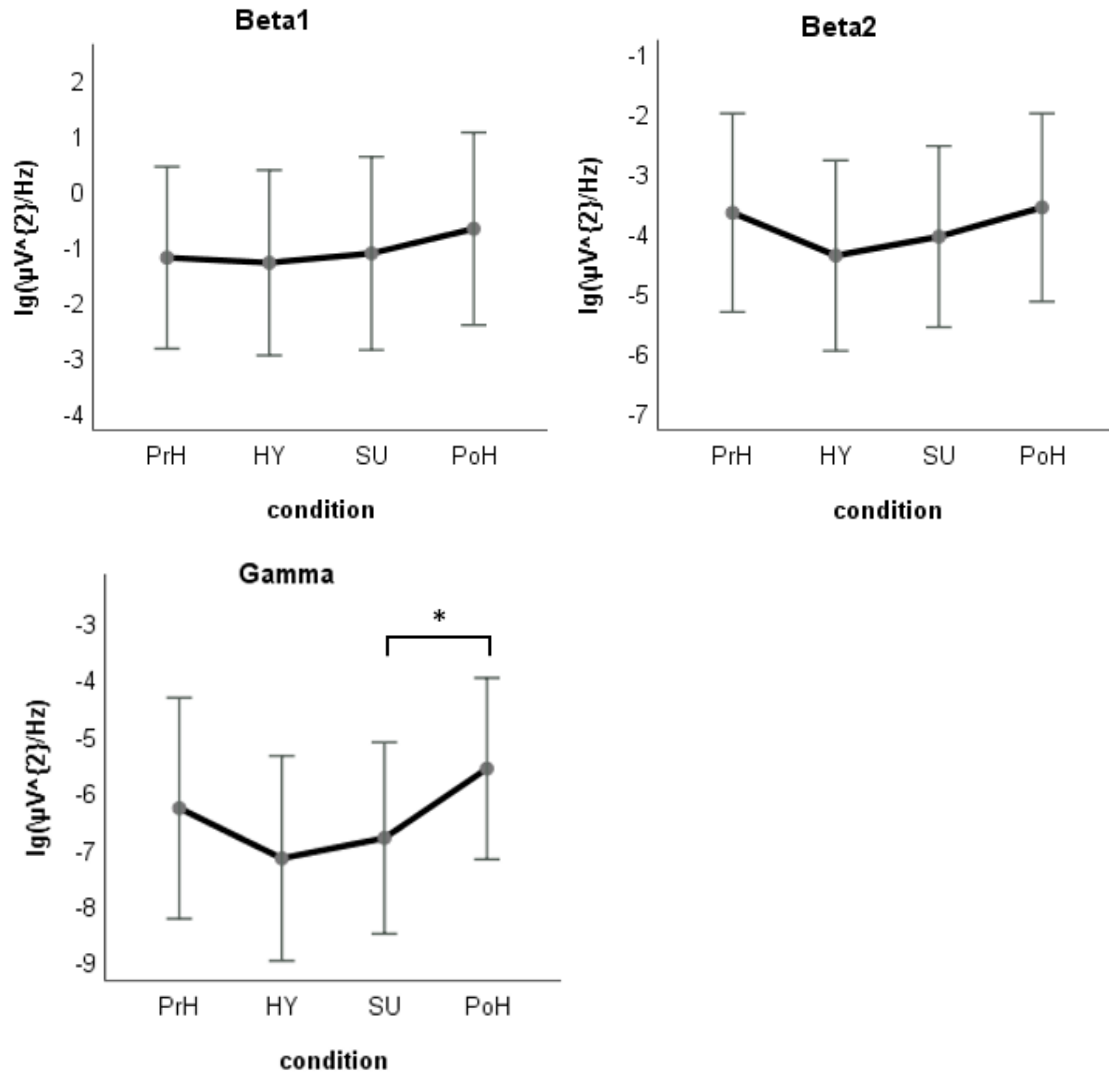 Beta1
lg(\µV^{2}/Hz)
2
1
0
-1
-2
-3
-4
PrH HY SU PoH
condition
Beta2
lg(\µV^{2}/Hz)
-1
-2
-3
-4
-5
-6
-7
PrH HY SU PoH
condition
Gamma
lg(\µV^{2}/Hz)
-3
-4
-5
-6
-7
-8
-9
*
PrH HY SU PoH
condition